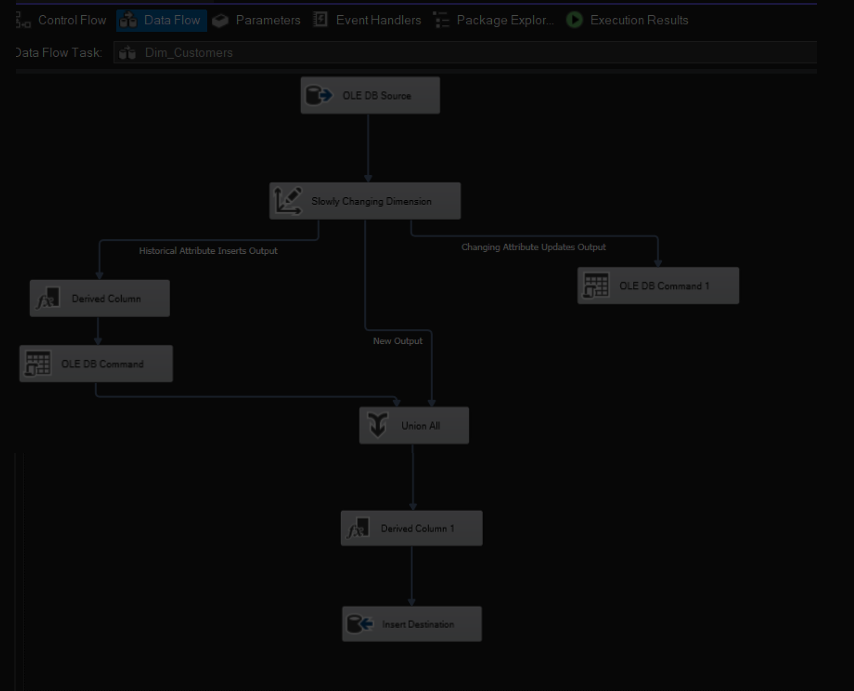 Control Flow Data Flow Parameters Event Handlers Package Explor... Execution Results
Data Flow Task: Dim_Customers
OLE DB Source
Slowly Changing Dimension
Historical Attribute Inserts Output
Changing Attribute Updates Output
Derived Column
OLE DB Command 1
New Output
OLE DB Command
Union All
Derived Column 1
Insert Destination